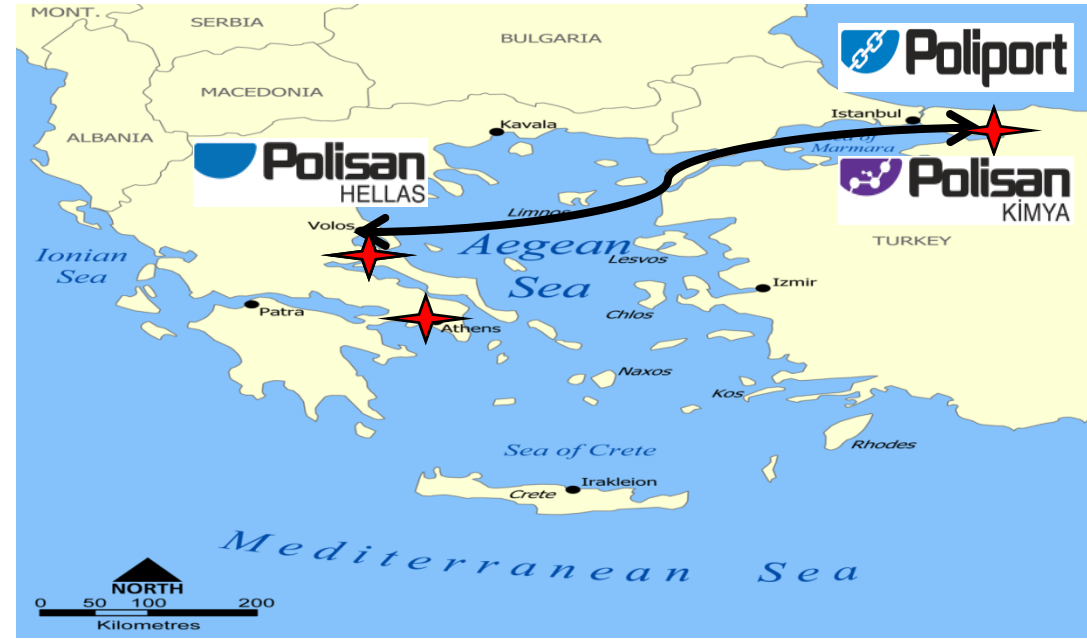 MONT.
SERBIA
BULGARIA
Poliport
MACEDONIA
Istanbul
Kavala
ALBANIA
Marmara
Polisan
HELLAS
Polisan
KİMYA
Limnos
Volos
TURKEY
Ionian
Sea
Aegean
Sea
Lesvos
Izmir
Patra
Chios
Athens
Naxos
Kos
Rhodes
Sea of Crete
Irakleion
Crete
Mediterranean Sea
NORTH
0 50 100 200
Kilometres